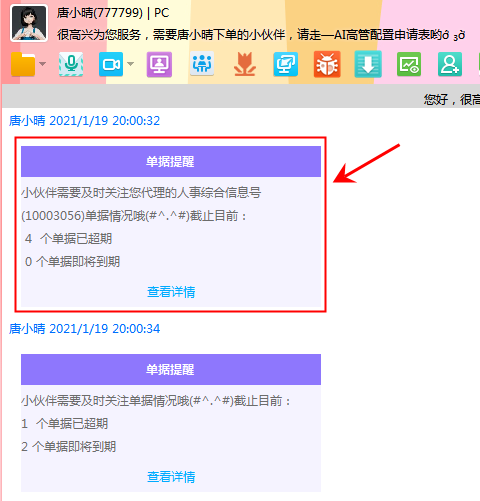 唐小晴(777799) | PC
很高兴为您服务，需要唐小晴下单的小伙伴，请走—AI高管配置申请表哟
您好，很高
唐小晴 2021/1/19 20:00:32
单据提醒
小伙伴需要及时关注您代理的人事综合信息号
(10003056)单据情况哦(#^.^#)截止目前：
4 个单据已超期
0 个单据即将到期
查看详情
唐小晴 2021/1/19 20:00:34
单据提醒
小伙伴需要及时关注单据情况哦(#^.^#)截止目前：
1 个单据已超期
2 个单据即将到期
查看详情